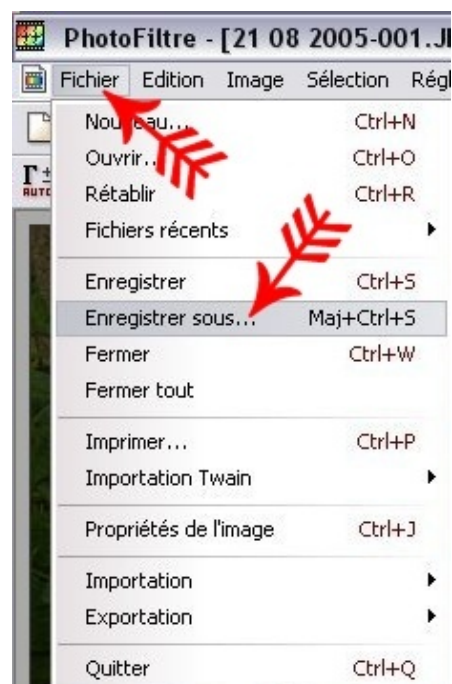 PhotoFiltre - [21 08 2005-001.J
Fichier Edition Image Sélection Régl
Nouveau... Ctrl+N
Ouvrir... Ctrl+O
Rétablir Ctrl+R
Fichiers récents
Enregistrer Ctrl+S
Enregistrer sous... Maj+Ctrl+S
Fermer Ctrl+W
Fermer tout
Imprimer... Ctrl+P
Importation Twain
Propriétés de l'image Ctrl+J
Importation
Exportation
Quitter Ctrl+Q